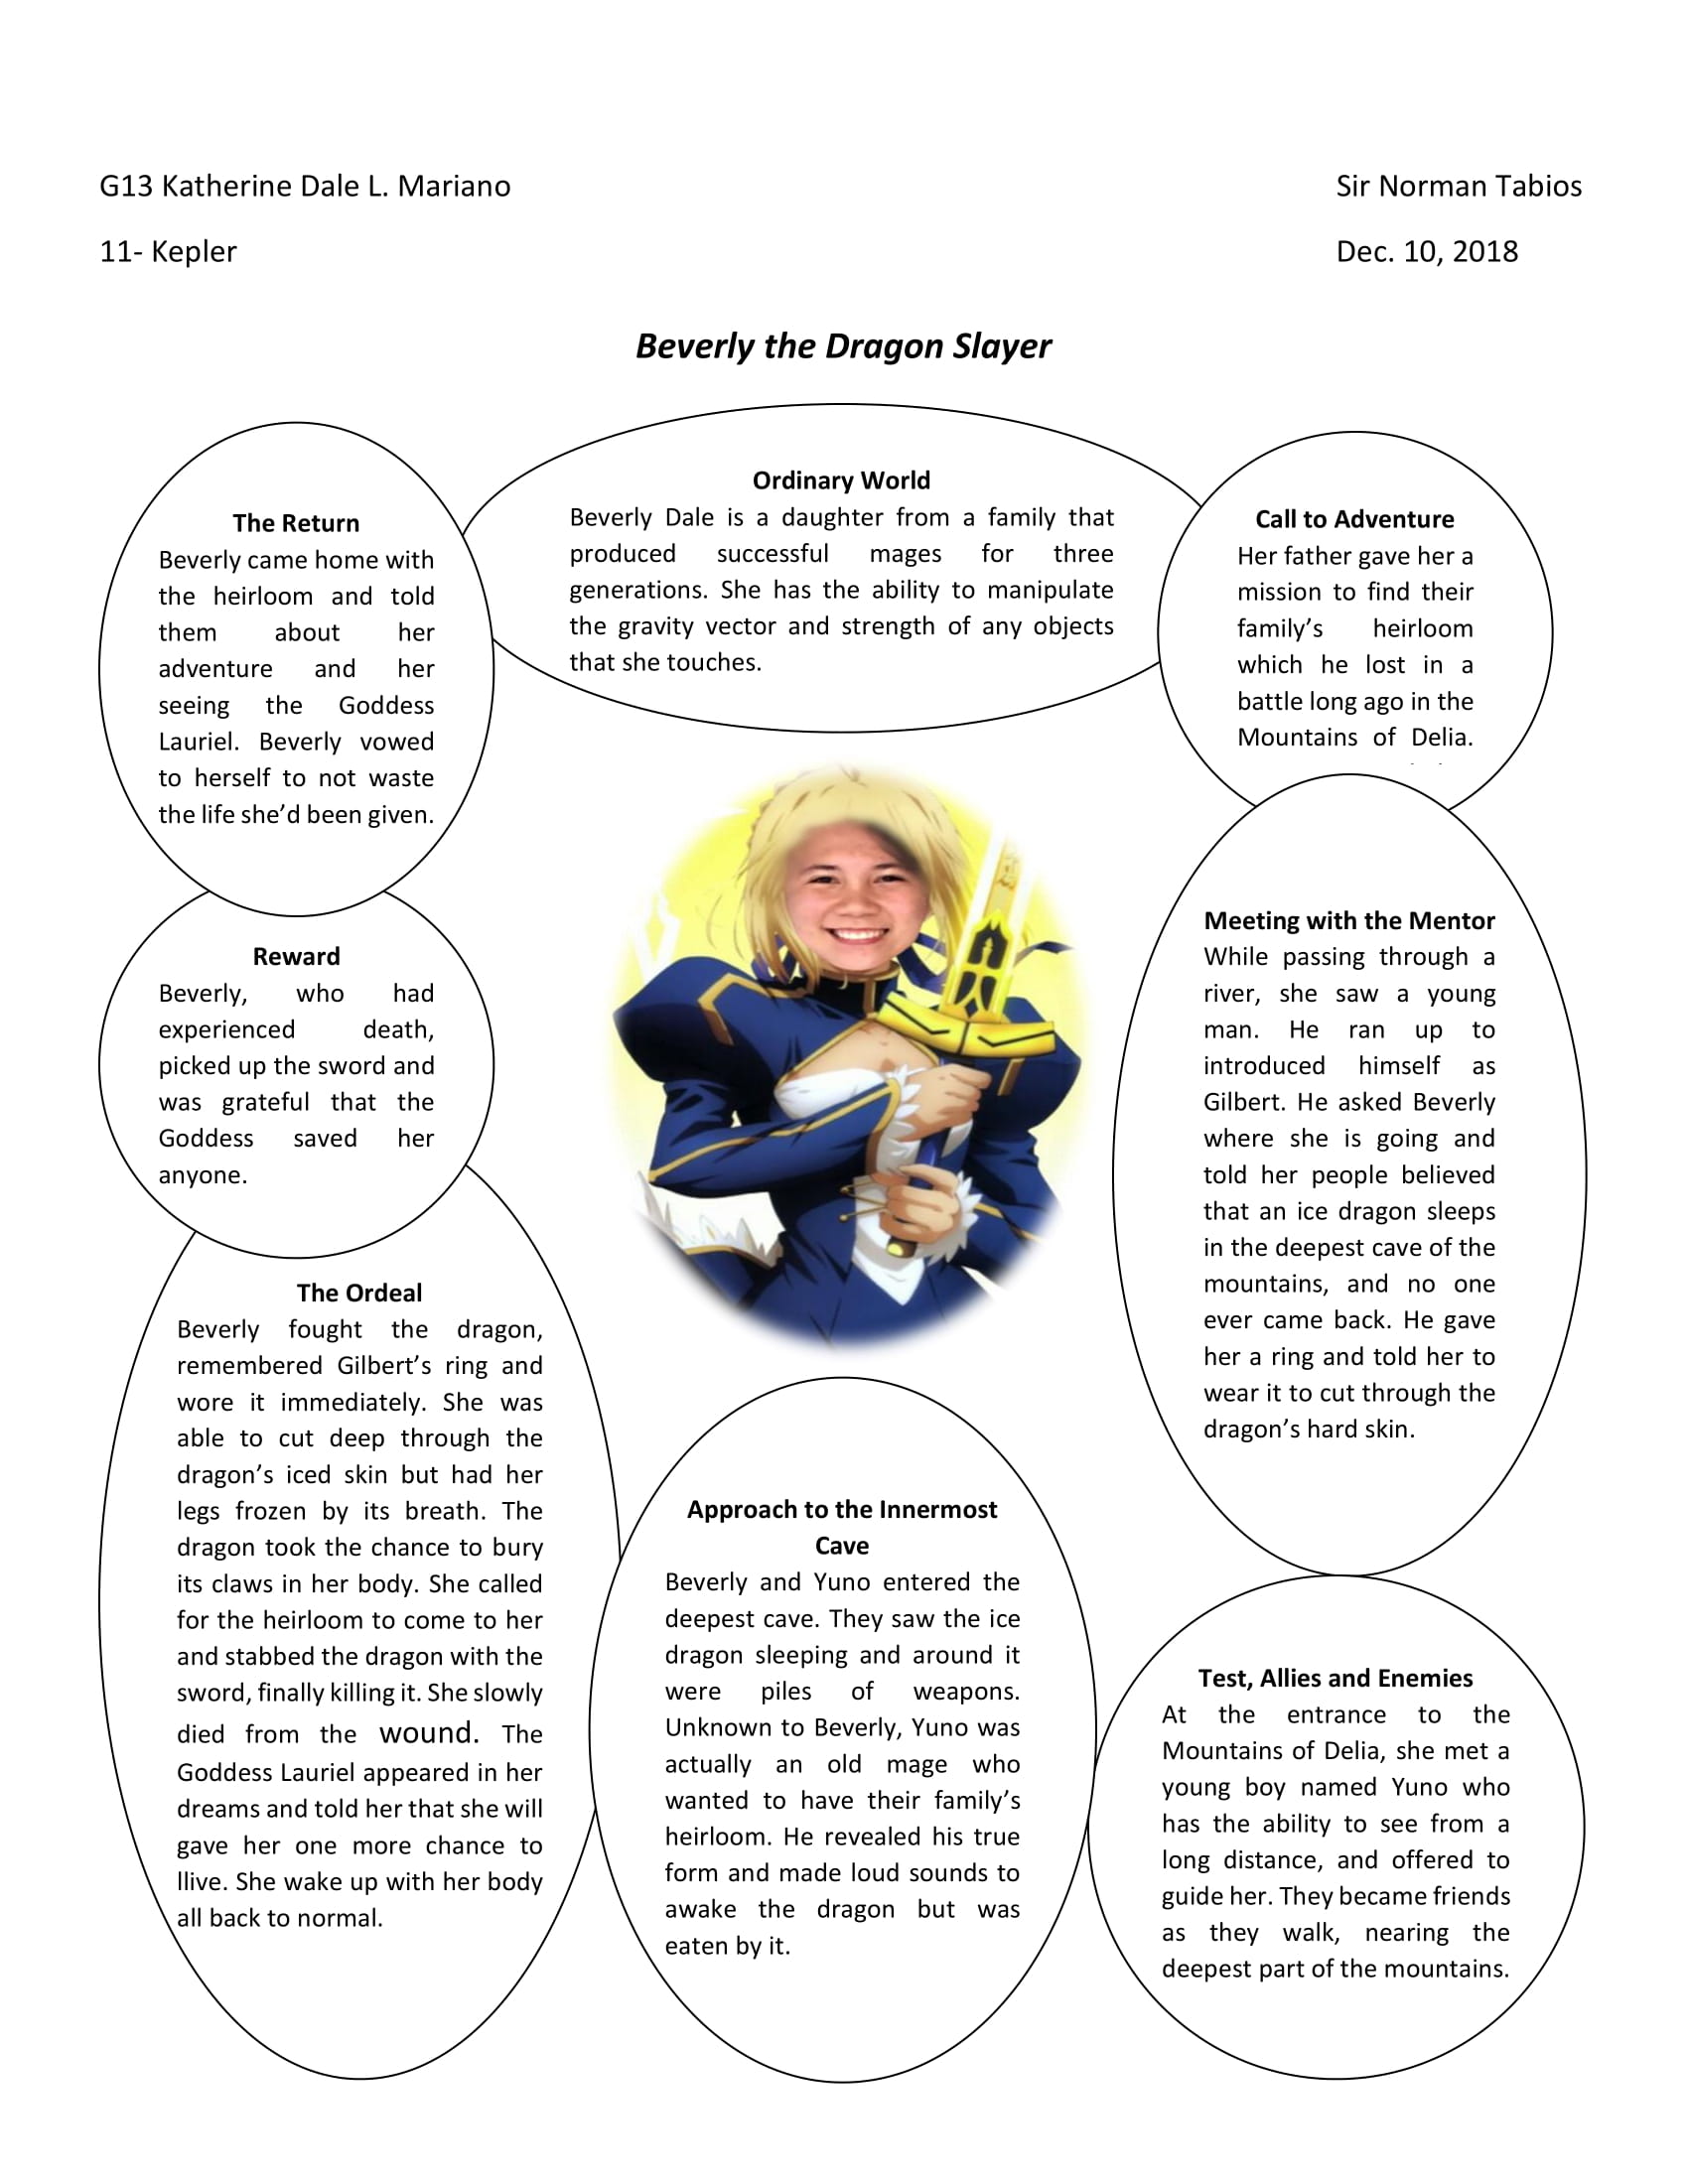 G13 Katherine Dale L. Mariano
Sir Norman Tabios
11- Kepler
Dec. 10, 2018
Beverly the Dragon Slayer
Ordinary World
Beverly Dale is a daughter from a family that
produced successful mages for three
generations. She has the ability to manipulate
the gravity vector and strength of any objects
that she touches.
Call to Adventure
Her father gave her a
mission to find their
family’s heirloom
which he lost in a
battle long ago in the
Mountains of Delia.
Meeting with the Mentor
While passing through a
river, she saw a young
man. He ran up to
introduced himself as
Gilbert. He asked Beverly
where she is going and
told her people believed
that an ice dragon sleeps
in the deepest cave of the
mountains, and no one
ever came back. He gave
her a ring and told her to
wear it to cut through the
dragon’s hard skin.
Test, Allies and Enemies
At the entrance to the
Mountains of Delia, she met a
young boy named Yuno who
has the ability to see from a
long distance, and offered to
guide her. They became friends
as they walk, nearing the
deepest part of the mountains.
Approach to the Innermost
Cave
Beverly and Yuno entered the
deepest cave. They saw the ice
dragon sleeping and around it
were piles of weapons.
Unknown to Beverly, Yuno was
actually an old mage who
wanted to have their family’s
heirloom. He revealed his true
form and made loud sounds to
awake the dragon but was
eaten by it.
The Ordeal
Beverly fought the dragon,
remembered Gilbert’s ring and
wore it immediately. She was
able to cut deep through the
dragon’s iced skin but had her
legs frozen by its breath. The
dragon took the chance to bury
its claws in her body. She called
for the heirloom to come to her
and stabbed the dragon with the
sword, finally killing it. She slowly
died from the wound. The
Goddess Lauriel appeared in her
dreams and told her that she will
gave her one more chance to
llive. She wake up with her body
all back to normal.
Reward
Beverly, who had
experienced death,
picked up the sword and
was grateful that the
Goddess saved her
anyone.
The Return
Beverly came home with
the heirloom and told
them about her
adventure and her
seeing the Goddess
Lauriel. Beverly vowed
to herself to not waste
the life she’d been given.